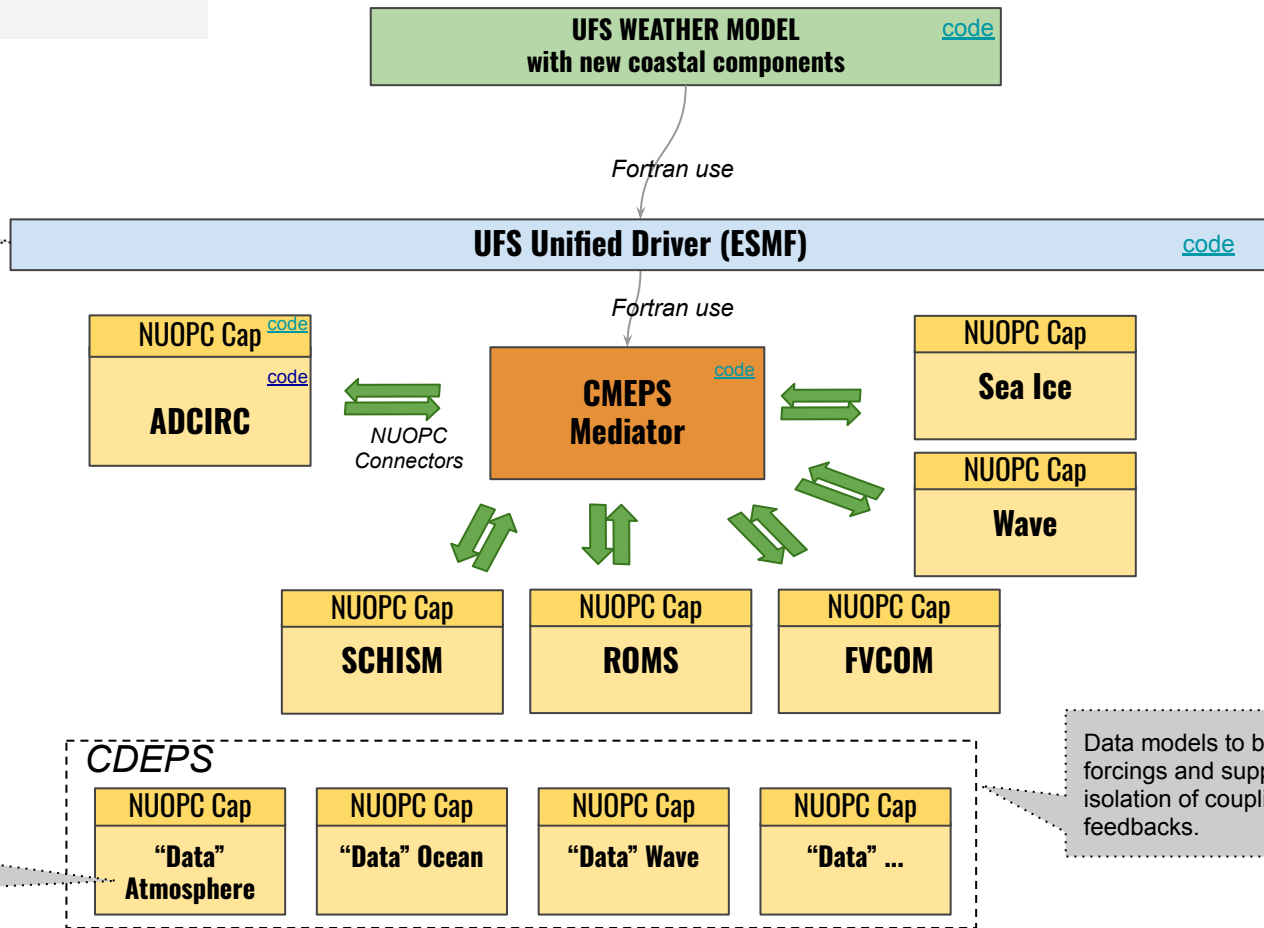 UFS WEATHER MODEL
with new coastal components
code
Fortran use
UFS Unified Driver (ESMF)
code
Fortran use
NUOPC Cap
code
code
ADCIRC
NUOPC
Connectors
CMEPS
Mediator
code
NUOPC Cap
Sea Ice
NUOPC Cap
Wave
NUOPC Cap
SCHISM
NUOPC Cap
ROMS
NUOPC Cap
FVCOM
CDEPS
NUOPC Cap
“Data”
Atmosphere
NUOPC Cap
“Data” Ocean
NUOPC Cap
“Data” Wave
NUOPC Cap
“Data” ...
Data models to
forcings and
isolation of
feedbacks.